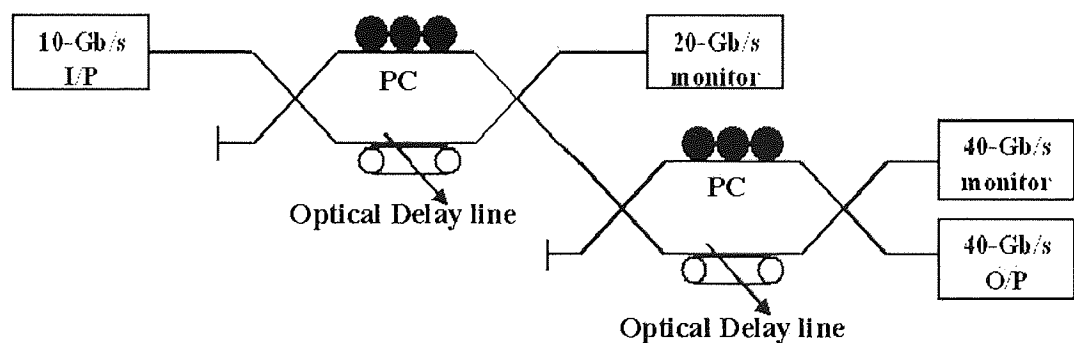 10-Gb/s
I/P
PC
Optical Delay line
20-Gb/s
monitor
PC
Optical Delay line
40-Gb/s
monitor
40-Gb/s
O/P